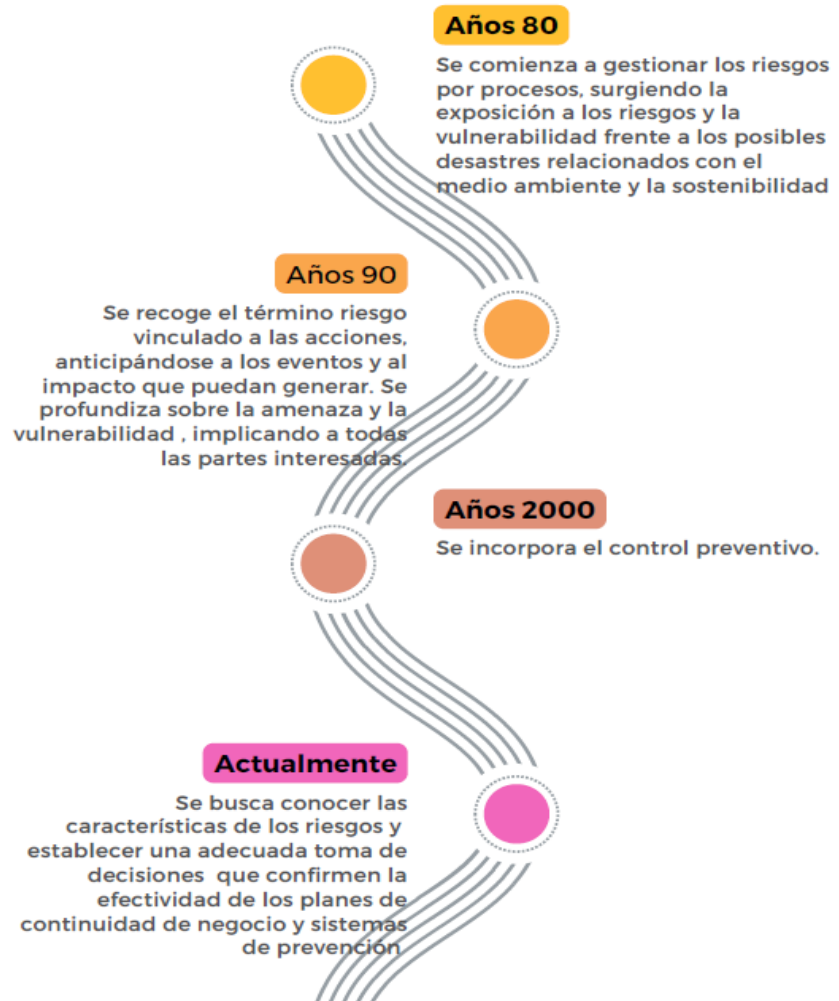 Años 80
Se comienza a gestionar los riesgos
por procesos, surgiendo la
exposición a los riesgos y la
vulnerabilidad frente a los posibles
desastres relacionados con el
medio ambiente y la sostenibilidad
Años 90
Se recoge el término riesgo
vinculado a las acciones,
anticipándose a los eventos y al
impacto que puedan generar. Se
profundiza sobre la amenaza y la
vulnerabilidad , implicando a todas
las partes interesadas.
Años 2000
Se incorpora el control preventivo.
Actualmente
Se busca conocer las
características de los riesgos y
establecer una adecuada toma de
decisiones que confirmen la
efectividad de los planes de
continuidad de negocio y sistemas
de prevención